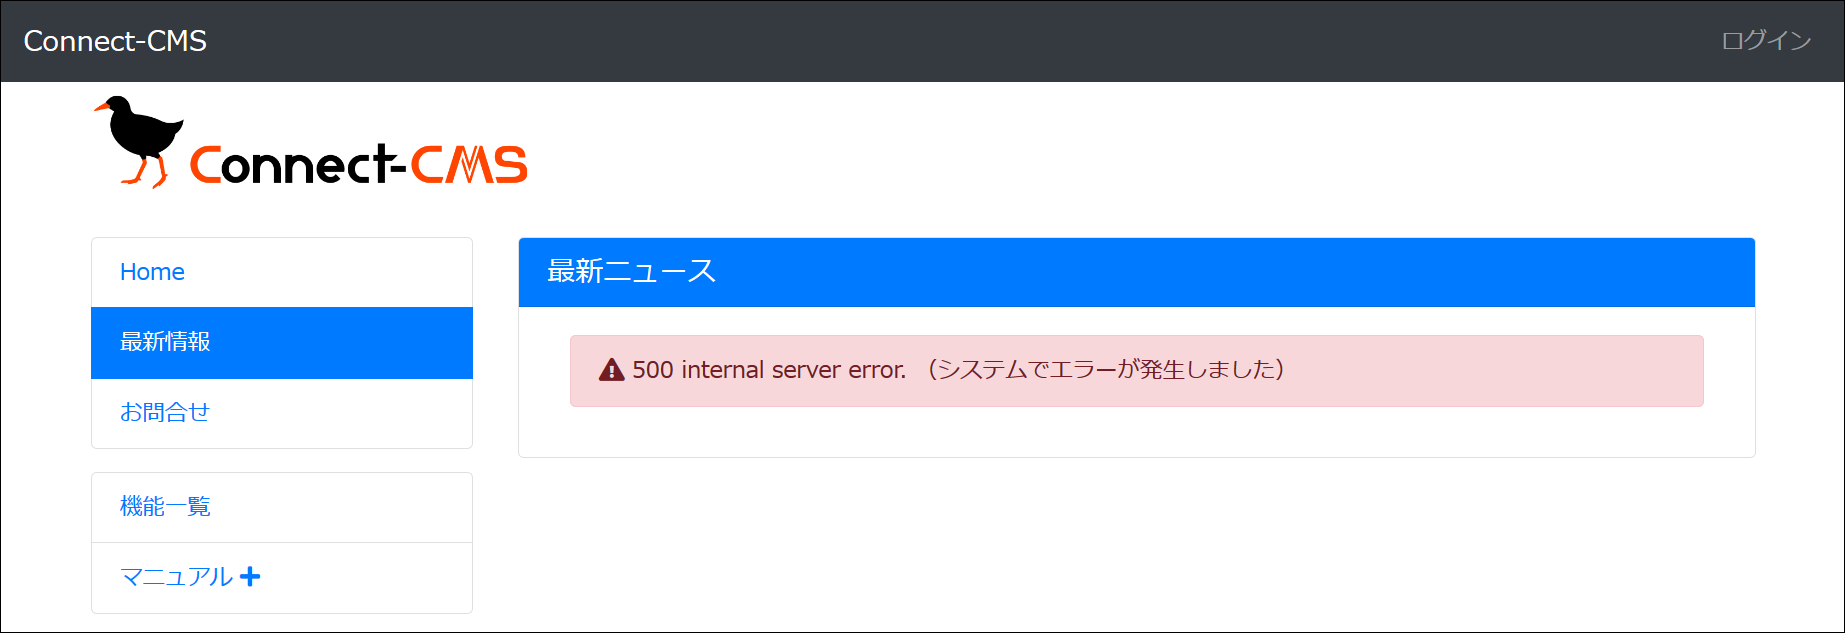 Connect-CMS
ログイン
Connect-CMS
Home
最新情報
お問合せ
機能一覧
マニュアル
最新ニュース
500 internal server error. （システムでエラーが発生しました）